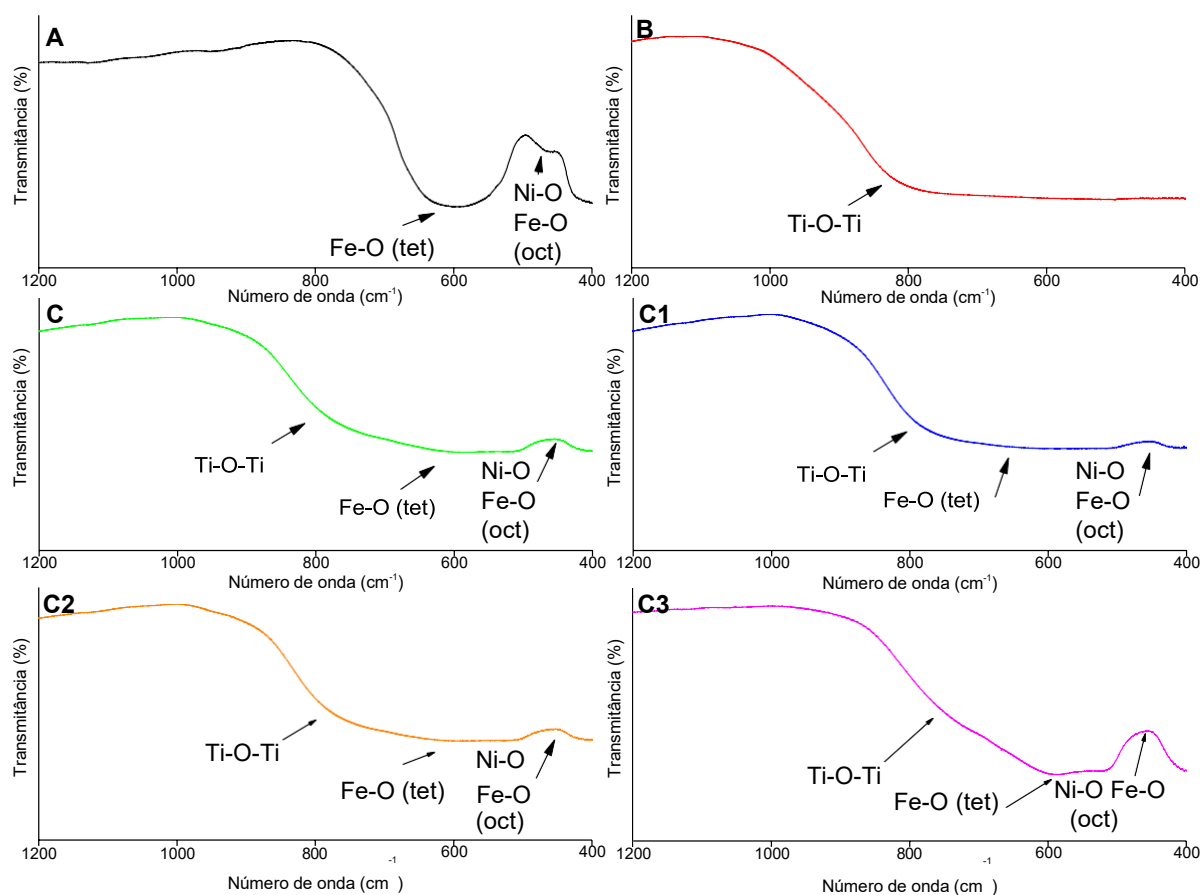 A
Transmitância (%)
Fe-O (tet)
Ni-O
Fe-O
(oct)
1200 1000 800 600 400
Número de onda (cm-1)
B
Transmitância (%)
Ti-O-Ti
1200 1000 800 600 400
Número de onda (cm-1)
C
Transmitância (%)
Ti-O-Ti
Fe-O (tet)
Ni-O
Fe-O
(oct)
1200 1000 800 600 400
Número de onda (cm-1)
C1
Transmitância (%)
Ti-O-Ti
Fe-O (tet)
Ni-O
Fe-O
(oct)
1200 1000 800 600 400
Número de onda (cm-1)
C2
Transmitância (%)
Ti-O-Ti
Fe-O (tet)
Ni-O
Fe-O
(oct)
1200 1000 800 600 400
Número de onda (cm-1)
C3
Transmitância (%)
Ti-O-Ti
Fe-O (tet)
Ni-O Fe-O
(oct)
1200 1000 800 600 400
Número de onda (cm-1)